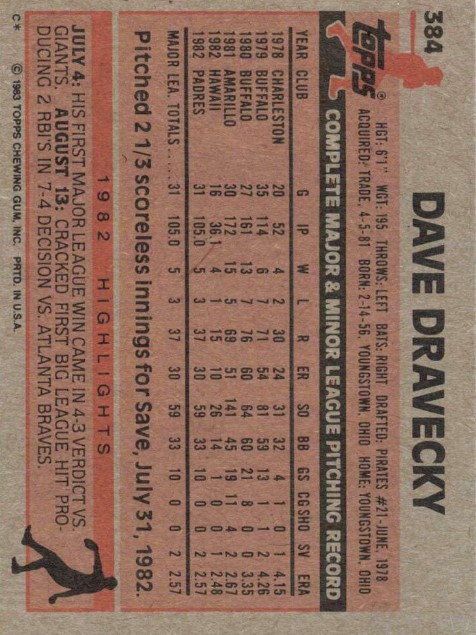 384
DAVE DRAVECKY
topps®
HGT: 6'1" WGT: 195 THROWS: LEFT BATS: RIGHT DRAFTED: PIRATES #21-JUNE, 1978
ACQUIRED: TRADE, 4-5-81 BORN: 2-14-56, YOUNGSTOWN, OHIO HOME: YOUNGSTOWN, OHIO
COMPLETE MAJOR & MINOR LEAGUE PITCHING RECORD
YEAR CLUB G IP W L R ER SO BB GS CG SHO SV ERA
1978 CHARLESTON 20 52 4 2 30 24 31 32 4 1 0 1 4.15
1979 BUFFALO 35 114 6 7 71 54 81 59 13 1 1 2 4.26
1980 BUFFALO 27 161 13 7 76 60 64 60 21 8 0 0 3.35
1981 AMARILLO 30 172 15 5 69 51 141 45 19 11 4 2 2.67
1982 HAWAII 16 36.1 4 1 15 10 26 14 1 0 0 1 2.48
1982 PADRES 31 105.0 5 3 37 30 59 33 10 0 0 2 2.57
MAJOR LEA. TOTALS ..... 31 105.0 5 3 37 30 59 33 10 0 0 2 2.57
Pitched 2 1/3 scoreless innings for Save, July 31, 1982.
1982 HIGHLIGHTS
JULY 4: HIS FIRST MAJOR LEAGUE WIN CAME IN 4-3 VERDICT VS.
GIANTS. AUGUST 13: CRACKED FIRST BIG LEAGUE HIT PRO-
DUCING 2 RBI'S IN 7-4 DECISION VS. ATLANTA BRAVES.
C* © 1983 TOPPS CHEWING GUM, INC. PRTD. IN U.S.A.